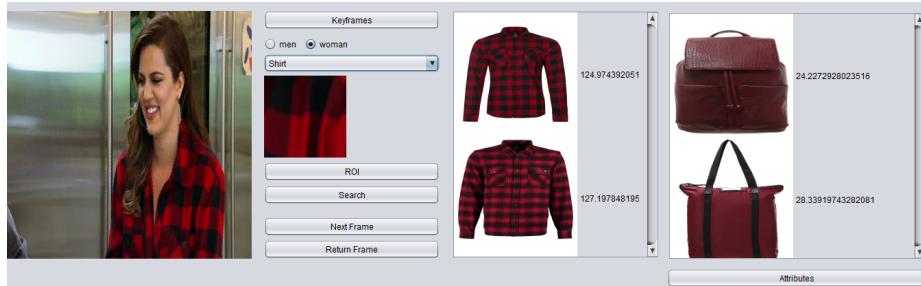 Keyframes
men
woman
Shirt
ROI
Search
Next Frame
Return Frame
124.974392051
127.197848195
24.2272928023516
28.33919743282081
Attributes